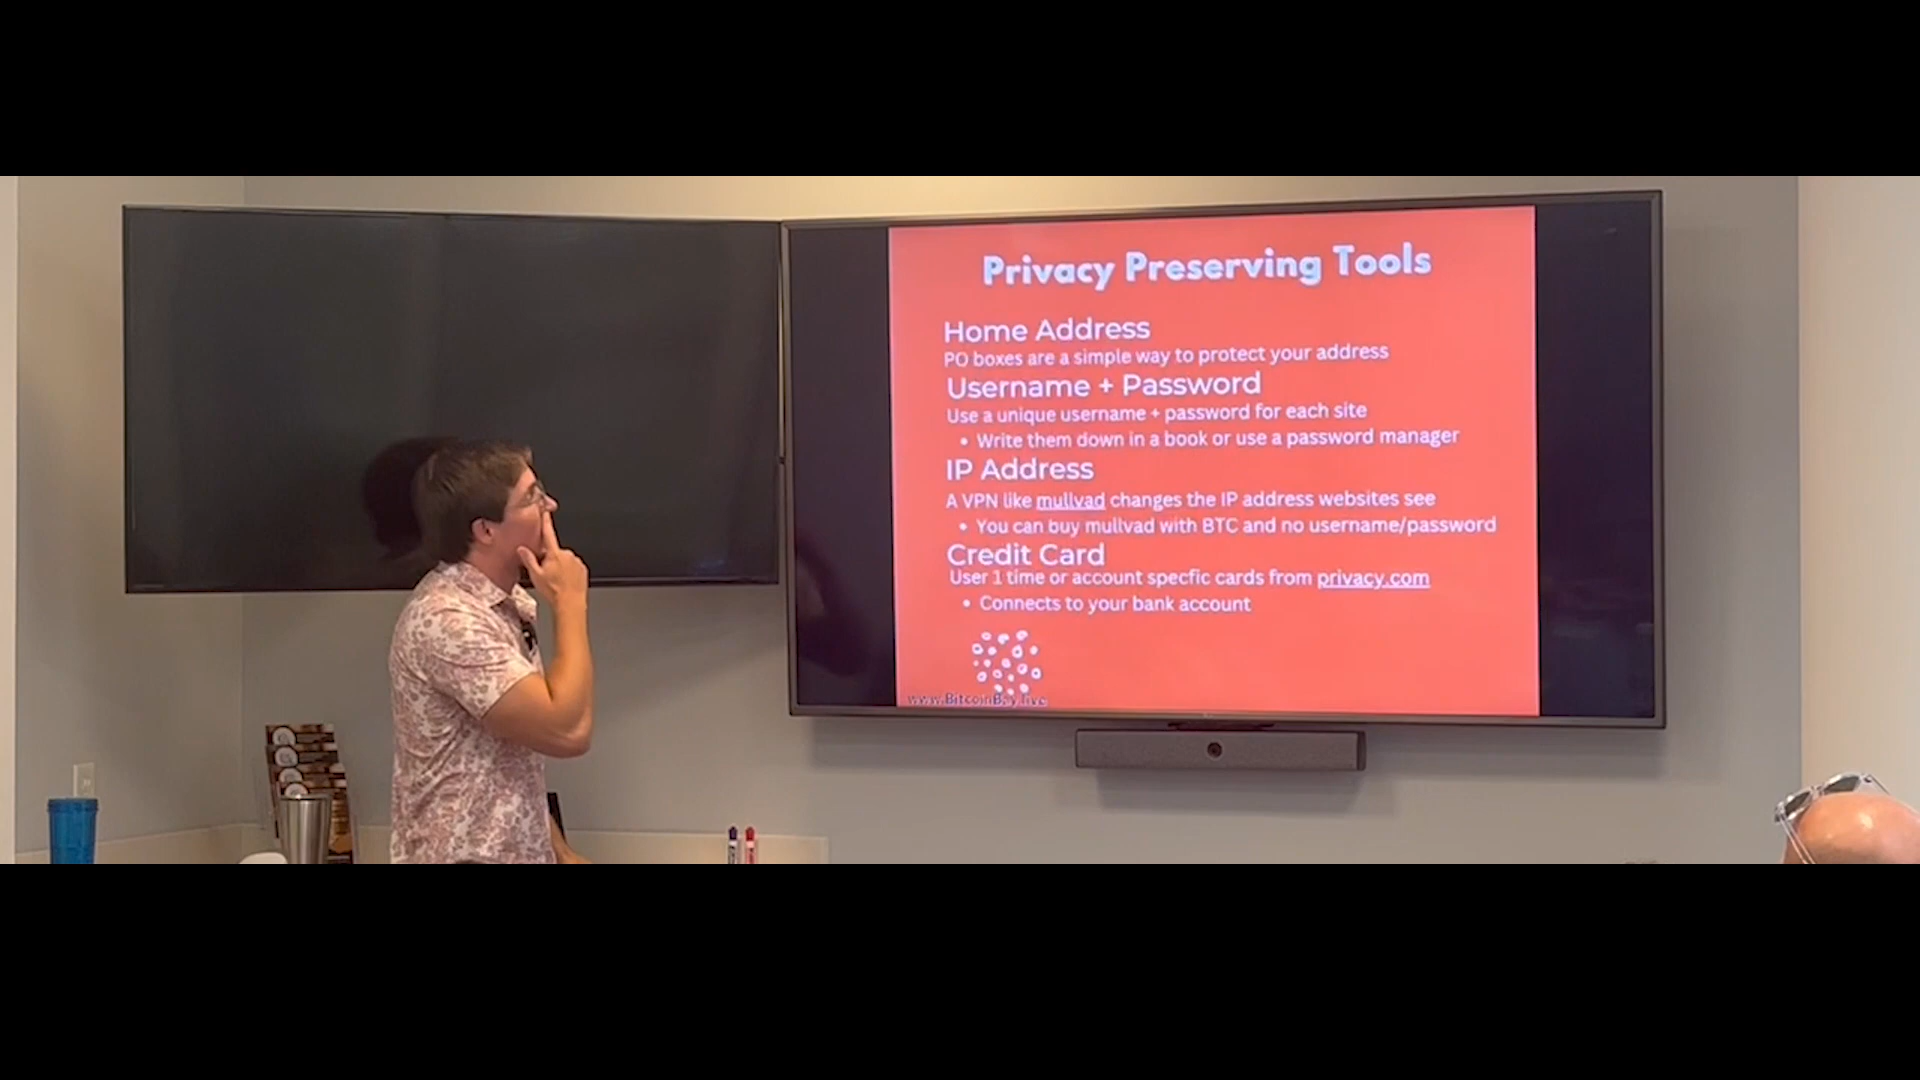 Privacy Preserving Tools
Home Address
PO boxes are a simple way to protect your address
Username + Password
Use a unique username + password for each site
• Write them down in a book or use a password manager
IP Address
A VPN like mullvad changes the IP address websites see
• You can buy mullvad with BTC and no username/password
Credit Card
User 1 time or account specfic cards from privacy.com
• Connects to your bank account
www.BitcoinBay.live